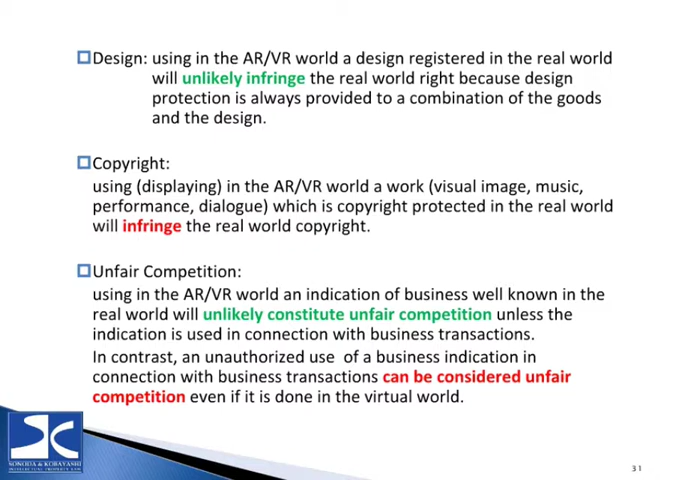 Design: using in the AR/VR world a design registered in the real world
will unlikely infringe the real world right because design
protection is always provided to a combination of the goods
and the design.
Copyright:
using (displaying) in the AR/VR world a work (visual image, music,
performance, dialogue) which is copyright protected in the real world
will infringe the real world copyright.
Unfair Competition:
using in the AR/VR world an indication of business well known in the
real world will unlikely constitute unfair competition unless the
indication is used in connection with business transactions.
In contrast, an unauthorized use of a business indication in
connection with business transactions can be considered unfair
competition even if it is done in the virtual world.
SONODA & KOBAYASHI
INTELLECTUAL PROPERTY LAW
31